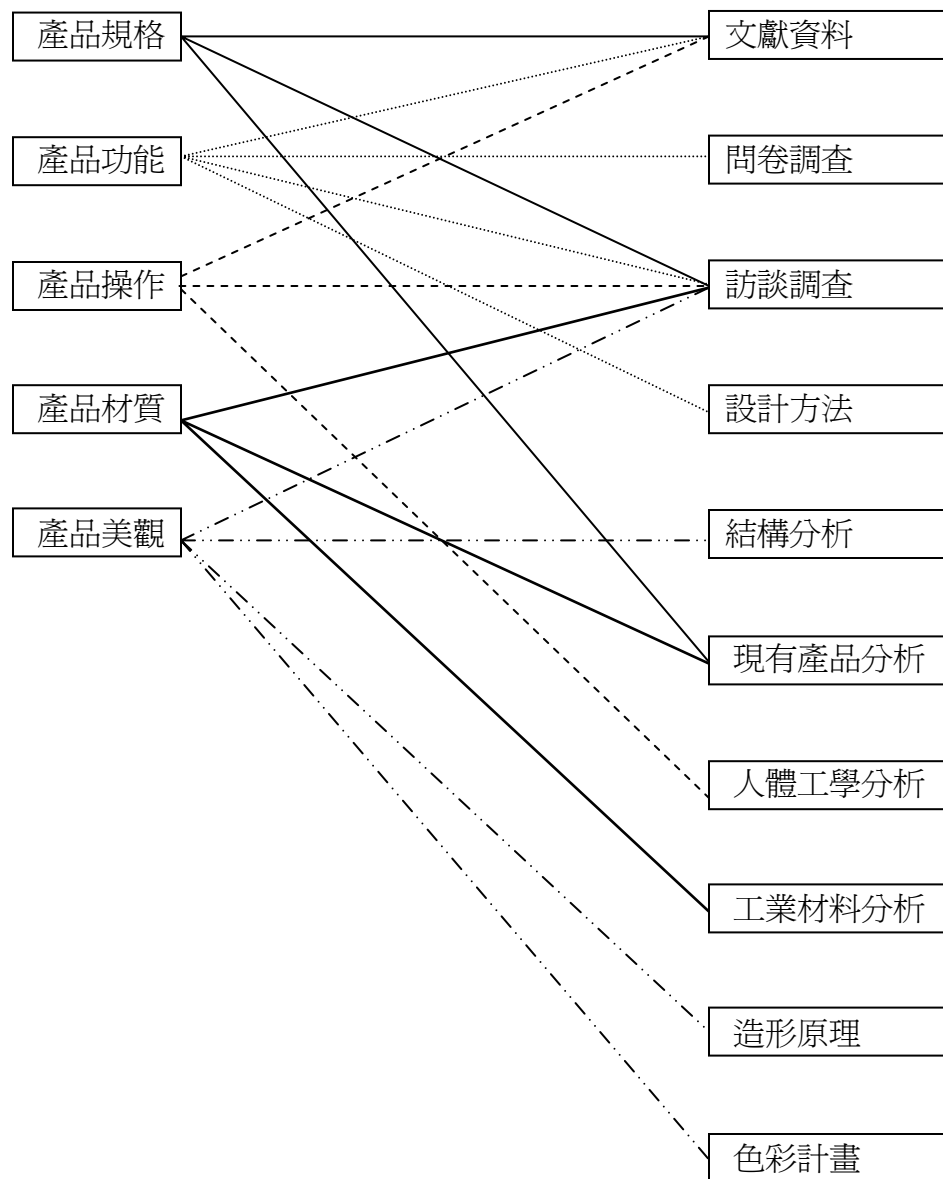 產品規格
文獻資料
產品功能
問卷調查
產品操作
訪談調查
產品材質
設計方法
產品美觀
結構分析
現有產品分析
人體工學分析
工業材料分析
造形原理
色彩計畫